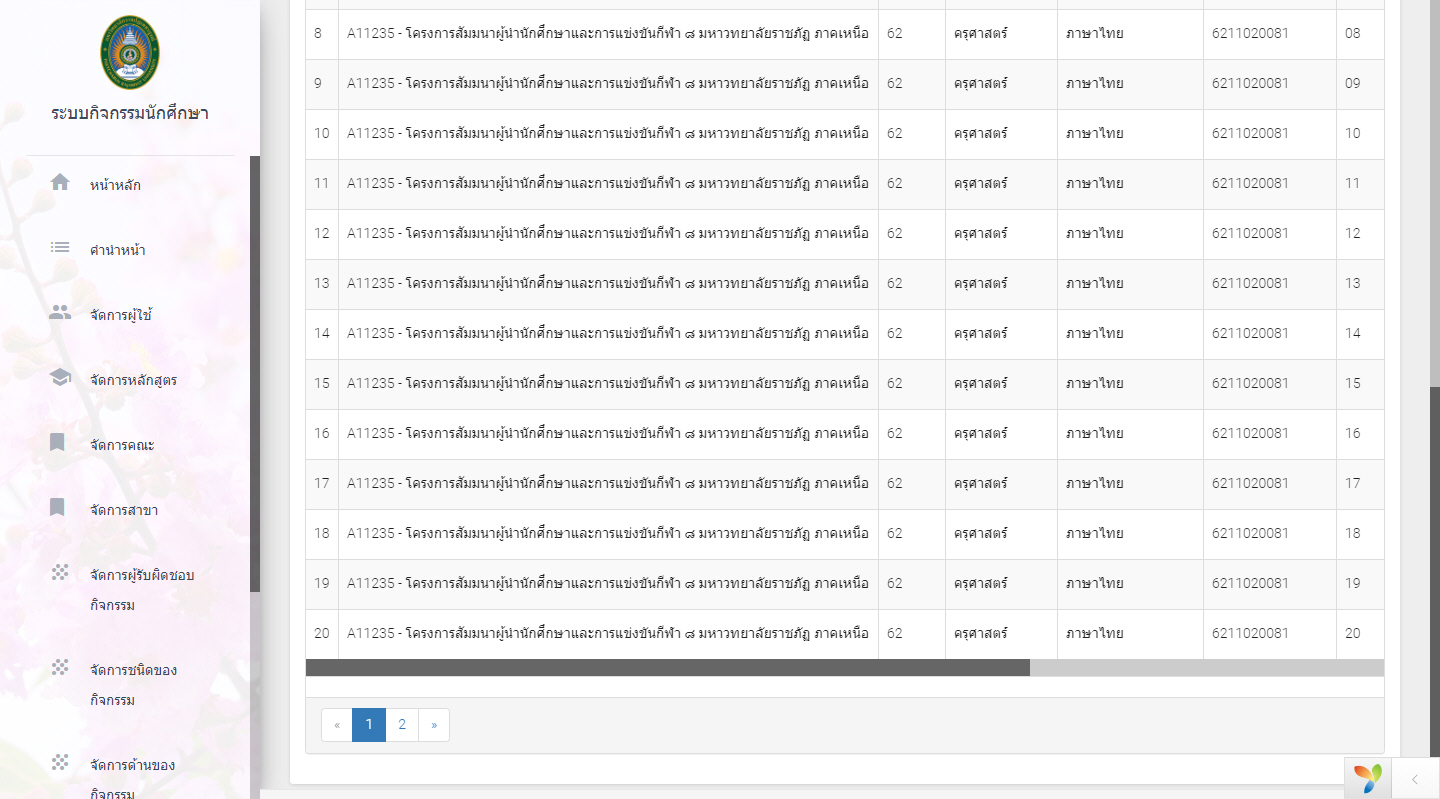 ระบบกิจกรรมนักศึกษา
หน้าหลัก
คำนำหน้า
จัดการผู้ใช้
จัดการหลักสูตร
จัดการคณะ
จัดการสาขา
จัดการผู้รับผิดชอบ
กิจกรรม
จัดการชนิดของ
กิจกรรม
จัดการด้านของ
กิจกรรม
8 A11235 - โครงการสัมมนาผู้นำนักศึกษาและการแข่งขันกีฬา ๘ มหาวทยาลัยราชภัฏ ภาคเหนือ 62 ครุศาสตร์ ภาษาไทย 6211020081 08
9 A11235 - โครงการสัมมนาผู้นำนักศึกษาและการแข่งขันกีฬา ๘ มหาวทยาลัยราชภัฏ ภาคเหนือ 62 ครุศาสตร์ ภาษาไทย 6211020081 09
10 A11235 - โครงการสัมมนาผู้นำนักศึกษาและการแข่งขันกีฬา ๘ มหาวทยาลัยราชภัฏ ภาคเหนือ 62 ครุศาสตร์ ภาษาไทย 6211020081 10
11 A11235 - โครงการสัมมนาผู้นำนักศึกษาและการแข่งขันกีฬา ๘ มหาวทยาลัยราชภัฏ ภาคเหนือ 62 ครุศาสตร์ ภาษาไทย 6211020081 11
12 A11235 - โครงการสัมมนาผู้นำนักศึกษาและการแข่งขันกีฬา ๘ มหาวทยาลัยราชภัฏ ภาคเหนือ 62 ครุศาสตร์ ภาษาไทย 6211020081 12
13 A11235 - โครงการสัมมนาผู้นำนักศึกษาและการแข่งขันกีฬา ๘ มหาวทยาลัยราชภัฏ ภาคเหนือ 62 ครุศาสตร์ ภาษาไทย 6211020081 13
14 A11235 - โครงการสัมมนาผู้นำนักศึกษาและการแข่งขันกีฬา ๘ มหาวทยาลัยราชภัฏ ภาคเหนือ 62 ครุศาสตร์ ภาษาไทย 6211020081 14
15 A11235 - โครงการสัมมนาผู้นำนักศึกษาและการแข่งขันกีฬา ๘ มหาวทยาลัยราชภัฏ ภาคเหนือ 62 ครุศาสตร์ ภาษาไทย 6211020081 15
16 A11235 - โครงการสัมมนาผู้นำนักศึกษาและการแข่งขันกีฬา ๘ มหาวทยาลัยราชภัฏ ภาคเหนือ 62 ครุศาสตร์ ภาษาไทย 6211020081 16
17 A11235 - โครงการสัมมนาผู้นำนักศึกษาและการแข่งขันกีฬา ๘ มหาวทยาลัยราชภัฏ ภาคเหนือ 62 ครุศาสตร์ ภาษาไทย 6211020081 17
18 A11235 - โครงการสัมมนาผู้นำนักศึกษาและการแข่งขันกีฬา ๘ มหาวทยาลัยราชภัฏ ภาคเหนือ 62 ครุศาสตร์ ภาษาไทย 6211020081 18
19 A11235 - โครงการสัมมนาผู้นำนักศึกษาและการแข่งขันกีฬา ๘ มหาวทยาลัยราชภัฏ ภาคเหนือ 62 ครุศาสตร์ ภาษาไทย 6211020081 19
20 A11235 - โครงการสัมมนาผู้นำนักศึกษาและการแข่งขันกีฬา ๘ มหาวทยาลัยราชภัฏ ภาคเหนือ 62 ครุศาสตร์ ภาษาไทย 6211020081 20
« 1 2 »